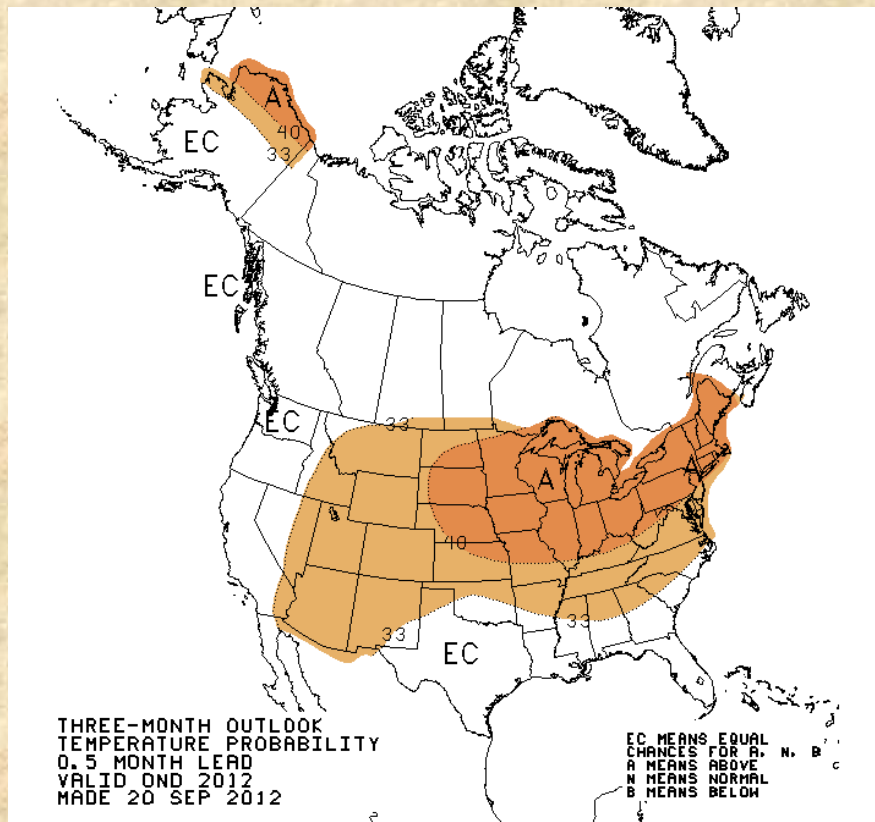 A
EC
40
33
EC
EC
33
A
A
40
33
33
EC
THREE-MONTH OUTLOOK
TEMPERATURE PROBABILITY
0.5 MONTH LEAD
VALID OND 2012
MADE 20 SEP 2012
EC MEANS EQUAL
CHANCES FOR A, N, B
A MEANS ABOVE
N MEANS NORMAL
B MEANS BELOW